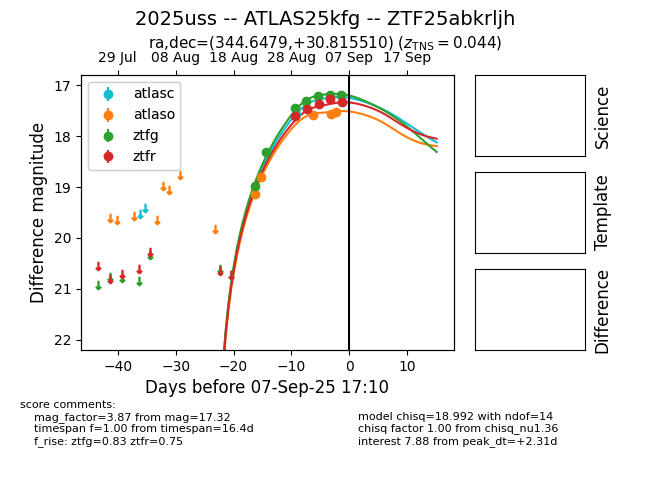 2025uss -- ATLAS25kfg -- ZTF25abkrljh
ra,dec=(344.6479,+30.815510) (zTNS = 0.044)
29 Jul 08 Aug 18 Aug 28 Aug 07 Sep 17 Sep
atlasc
atlaso
ztfg
ztfr
17
18
19
20
21
22
Difference magnitude
−40 −30 −20 −10 0 10
Days before 07-Sep-25 17:10
Science
Template
Difference
score comments:
mag_factor=3.87 from mag=17.32
timespan f=1.00 from timespan=16.4d
f_rise: ztfg=0.83 ztfr=0.75
model chisq=18.992 with ndof=14
chisq factor 1.00 from chisq_nu1.36
interest 7.88 from peak_dt=+2.31d